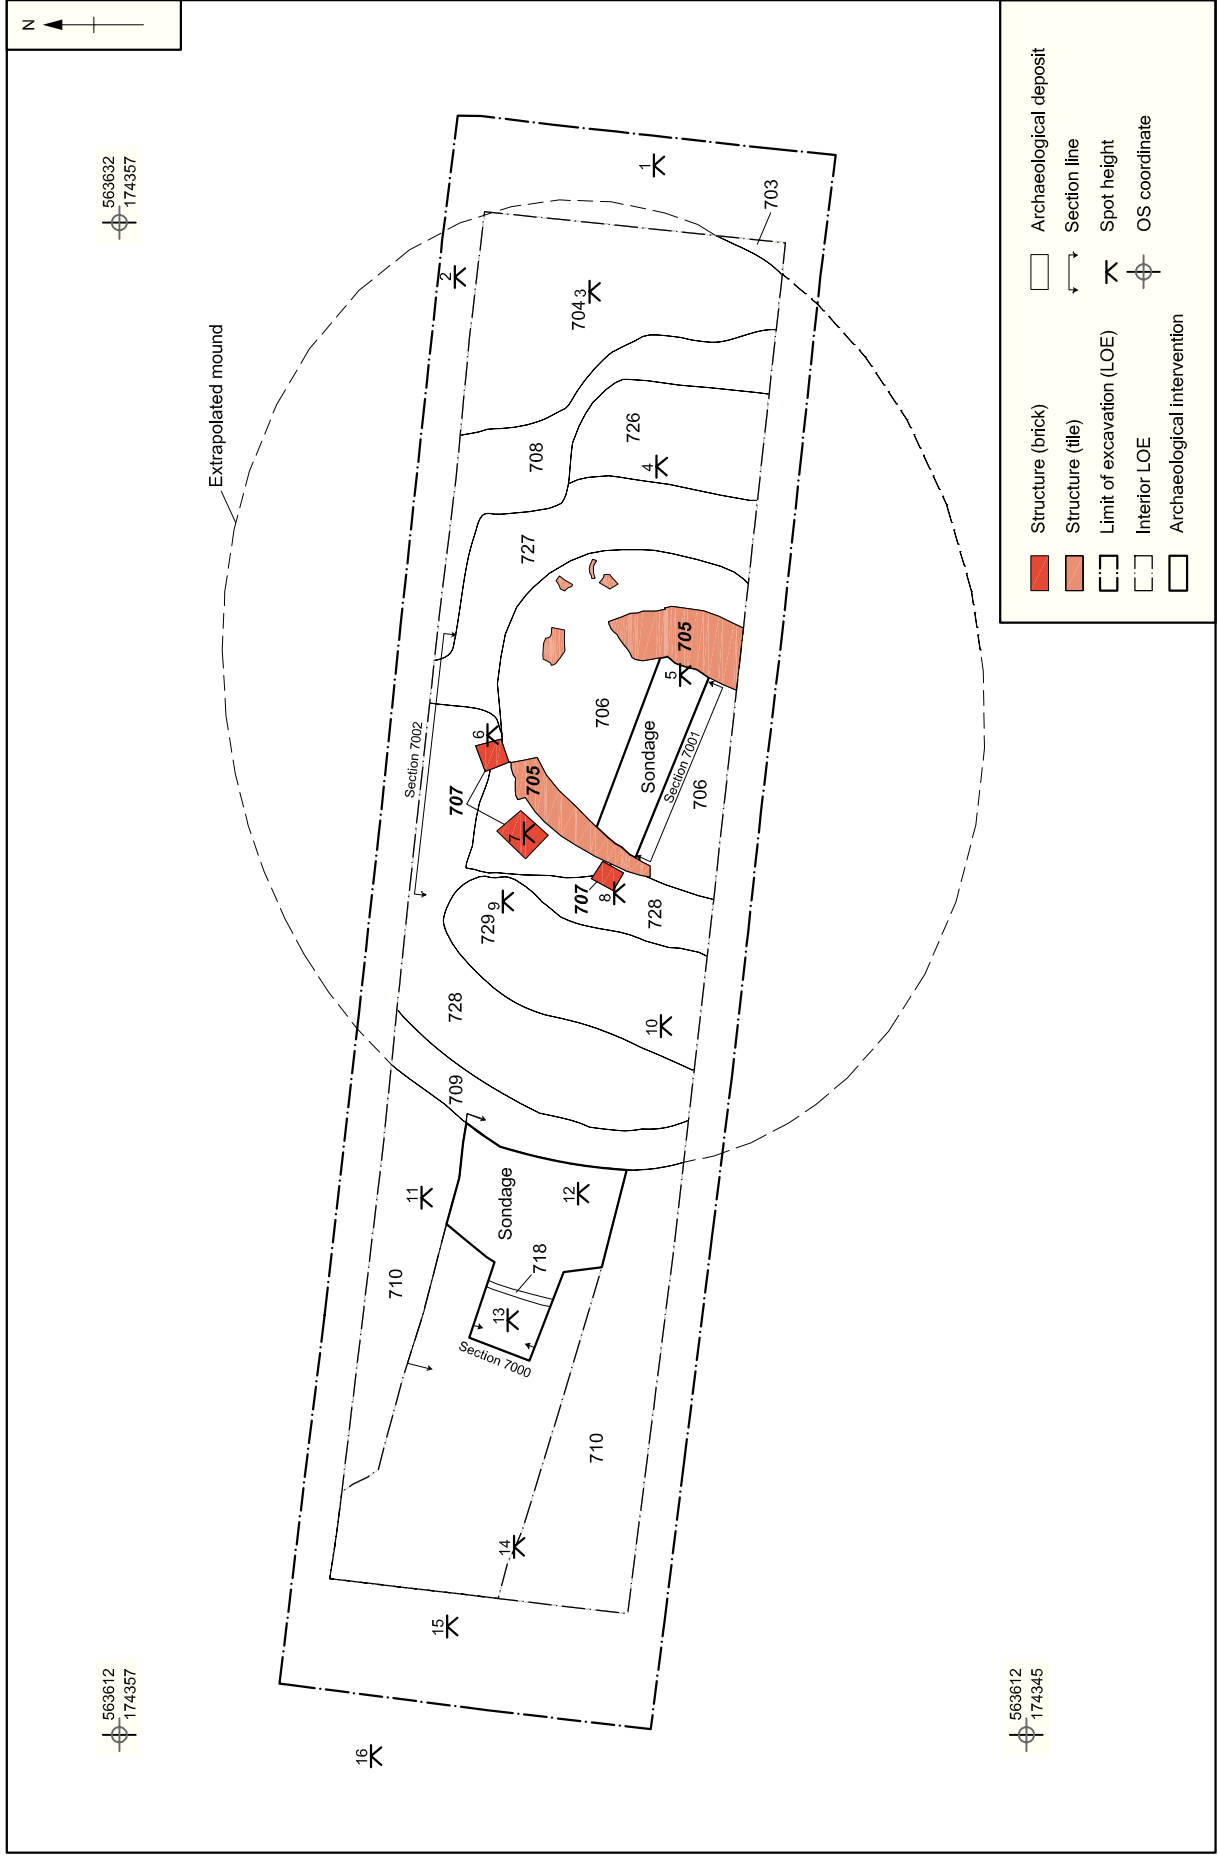 N
563612
174357
563632
174357
563612
174345
Extrapolated mound
16
15
14
13
12
11
10
9
8
7
6
5
4
3
2
1
710
710
Section 7000
718
Sondage
709
728
729
728
707
707
705
705
Section 7002
706
706
Sondage
Section 7001
727
708
726
704
703
Structure (brick)
Structure (tile)
Limit of excavation (LOE)
Interior LOE
Archaeological intervention
Archaeological deposit
Section line
Spot height
OS coordinate